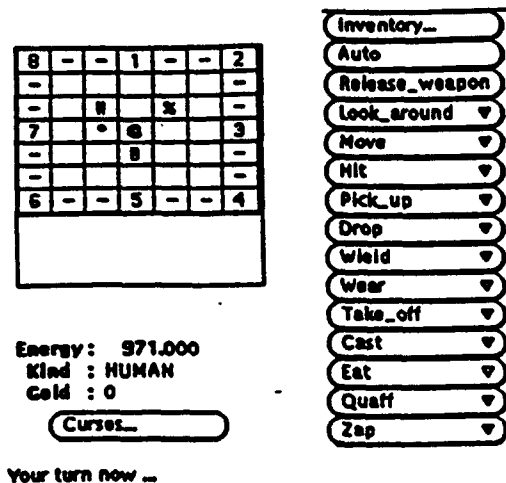 8 - - 1 - - 2
- -
- # % -
7 * @ 3
- B -
- -
6 - - 5 - - 4
Energy : 971.000
Kind : HUMAN
Gold : 0
Curses...
Your turn now ...
Inventory...
Auto
Release_weapon
Look_around
Move
Hit
Pick_up
Drop
Wield
Wear
Take_off
Cast
Eat
Quaff
Zap